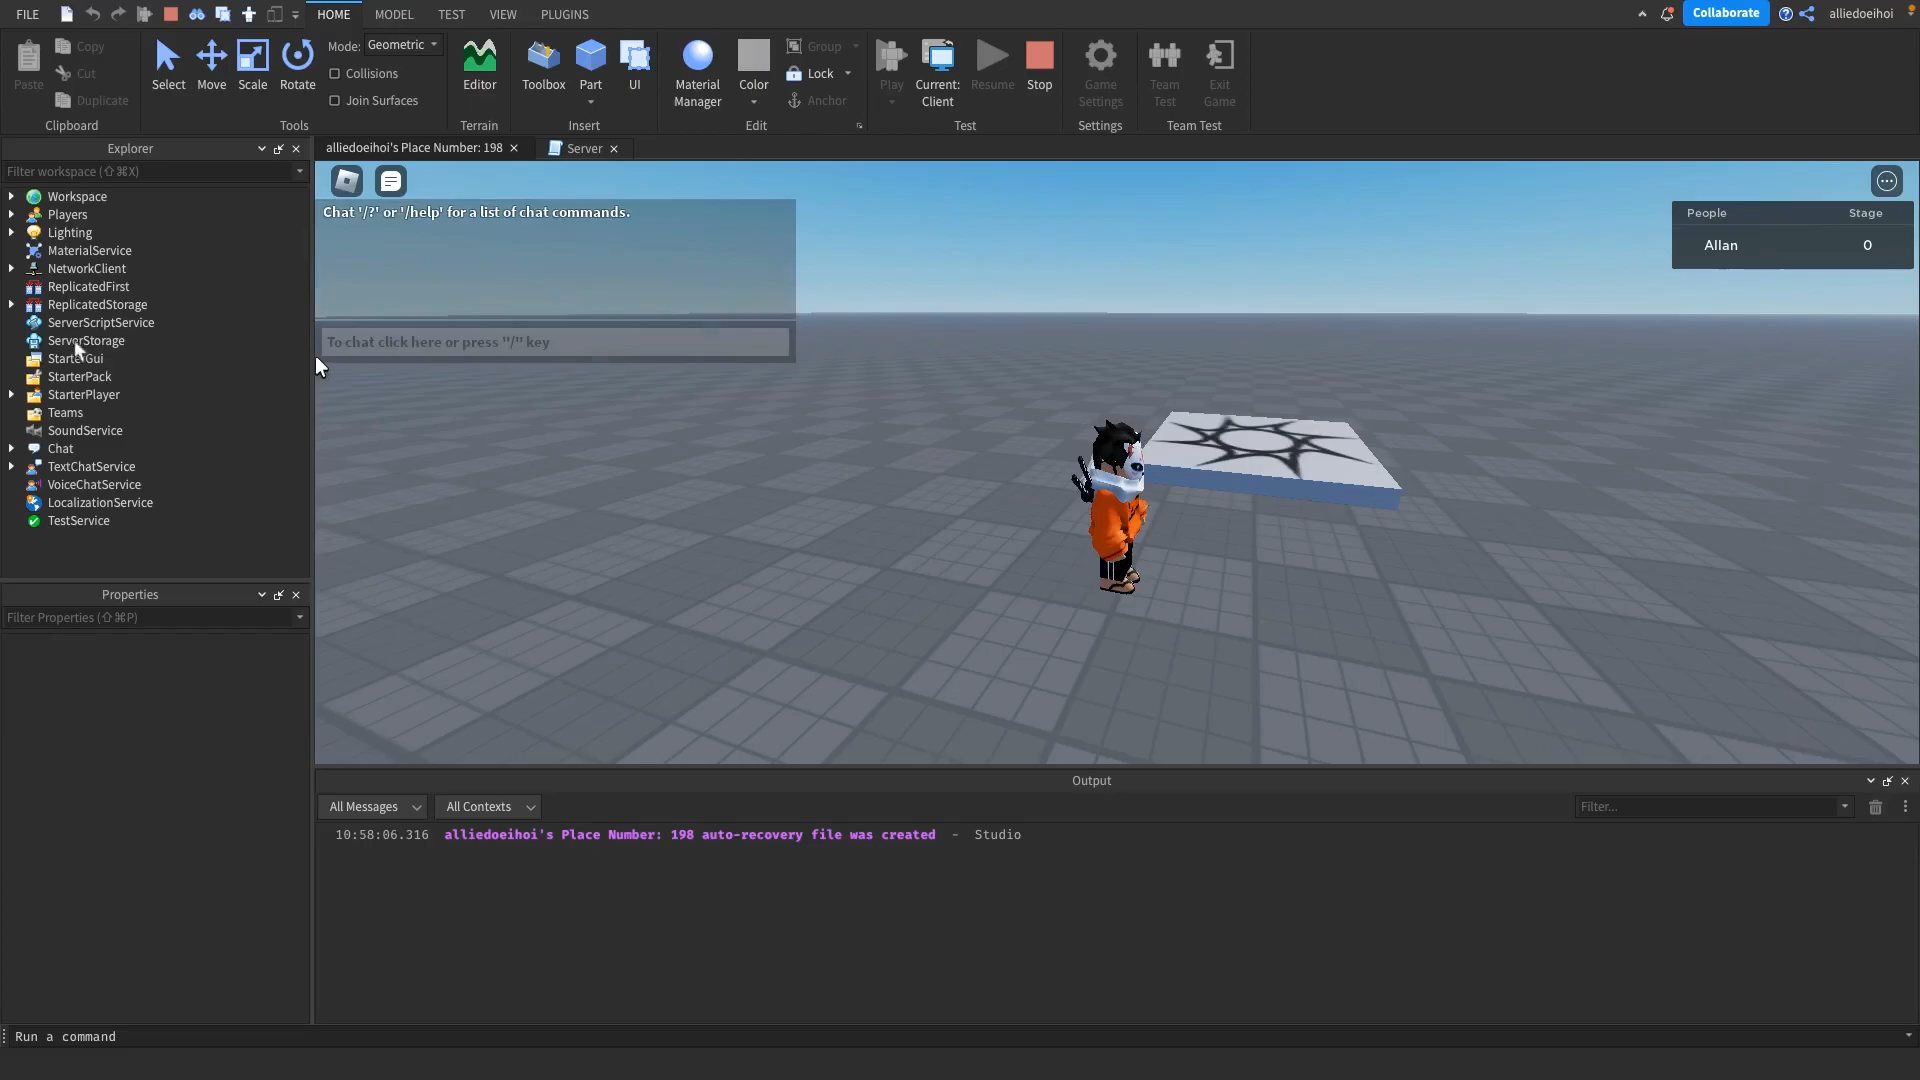 FILE
HOME
MODEL
TEST
VIEW
PLUGINS
Collaborate
alliedoeihoi
Paste
Copy
Cut
Duplicate
Clipboard
Select
Move
Scale
Rotate
Mode:
Geometric
Collisions
Join Surfaces
Tools
Editor
Terrain
Toolbox
Part
UI
Insert
Material
Manager
Color
Group
Lock
Anchor
Edit
Play
Current:
Client
Resume
Stop
Test
Game
Settings
Settings
Team
Test
Exit
Game
Team Test
Explorer
Filter workspace (⇧⌘X)
Workspace
Players
Lighting
MaterialService
NetworkClient
ReplicatedFirst
ReplicatedStorage
ServerScriptService
ServerStorage
StarterGui
StarterPack
StarterPlayer
Teams
SoundService
Chat
TextChatService
VoiceChatService
LocalizationService
TestService
Properties
Filter Properties (⇧⌘P)
alliedoeihoi's Place Number: 198
Server
Chat '/?' or '/help' for a list of chat commands.
To chat click here or press "/" key
People Stage
Allan 0
Output
All Messages
All Contexts
Filter...
10:58:06.316 alliedoeihoi's Place Number: 198 auto-recovery file was created - Studio
Run a command